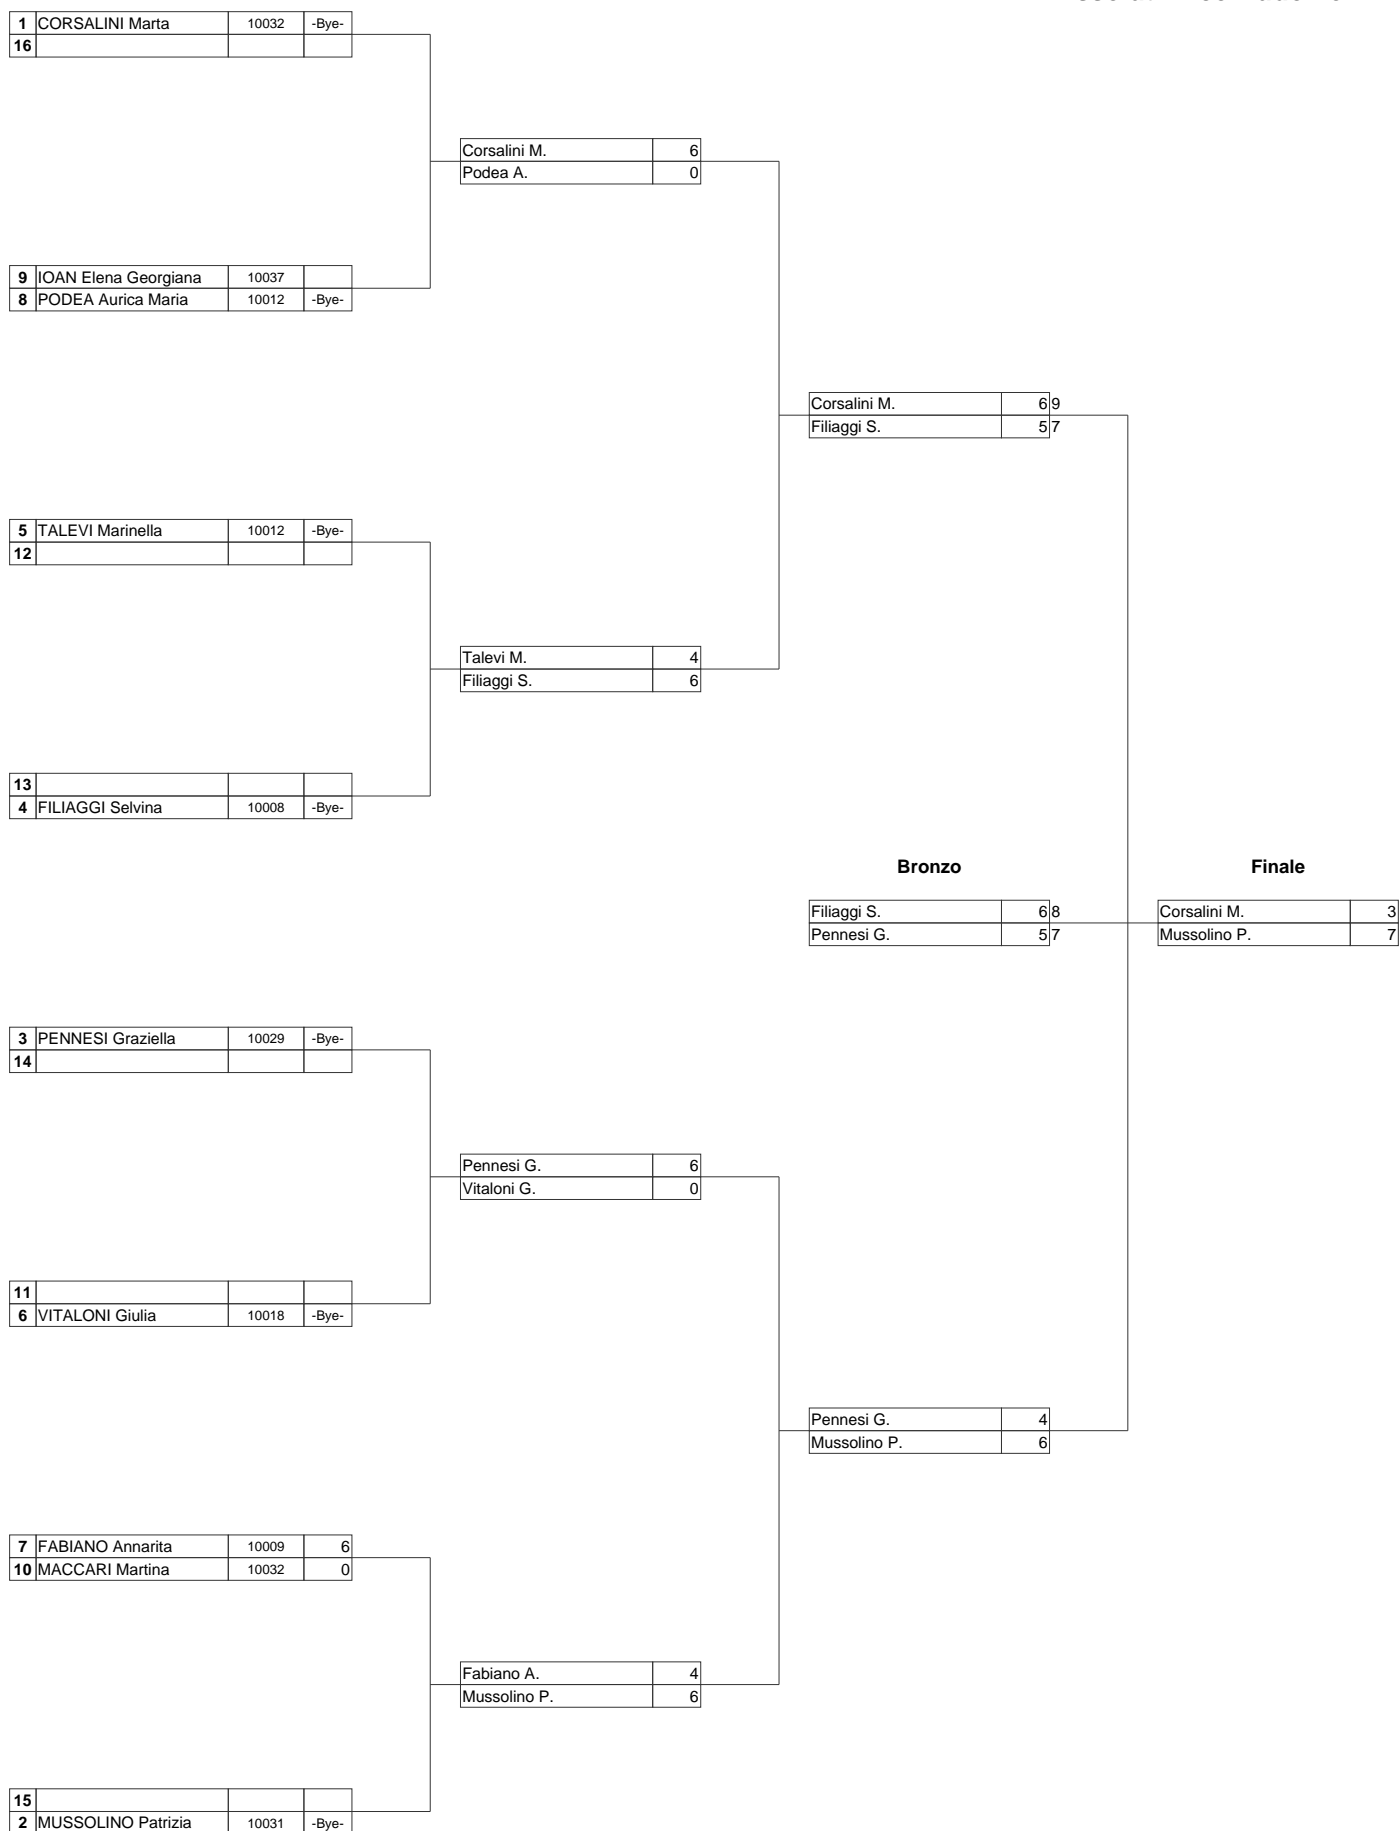 1 CORSALINI Marta 10032 -Bye-
16
Corsalini M. 6
Podea A. 0
9 IOAN Elena Georgiana 10037
8 PODEA Aurica Maria 10012 -Bye-
Corsalini M. 6 9
Filiaggi S. 5 7
5 TALEVI Marinella 10012 -Bye-
12
Talevi M. 4
Filiaggi S. 6
13
4 FILIAGGI Selvina 10008 -Bye-
Bronzo Finale
Filiaggi S. 6 8 Corsalini M. 3
Pennesi G. 5 7 Mussolino P. 7
3 PENNESI Graziella 10029 -Bye-
14
Pennesi G. 6
Vitaloni G. 0
11
6 VITALONI Giulia 10018 -Bye-
Pennesi G. 4
Mussolino P. 6
7 FABIANO Annarita 10009 6
10 MACCARI Martina 10032 0
Fabiano A. 4
Mussolino P. 6
15
2 MUSSOLINO Patrizia 10031 -Bye-